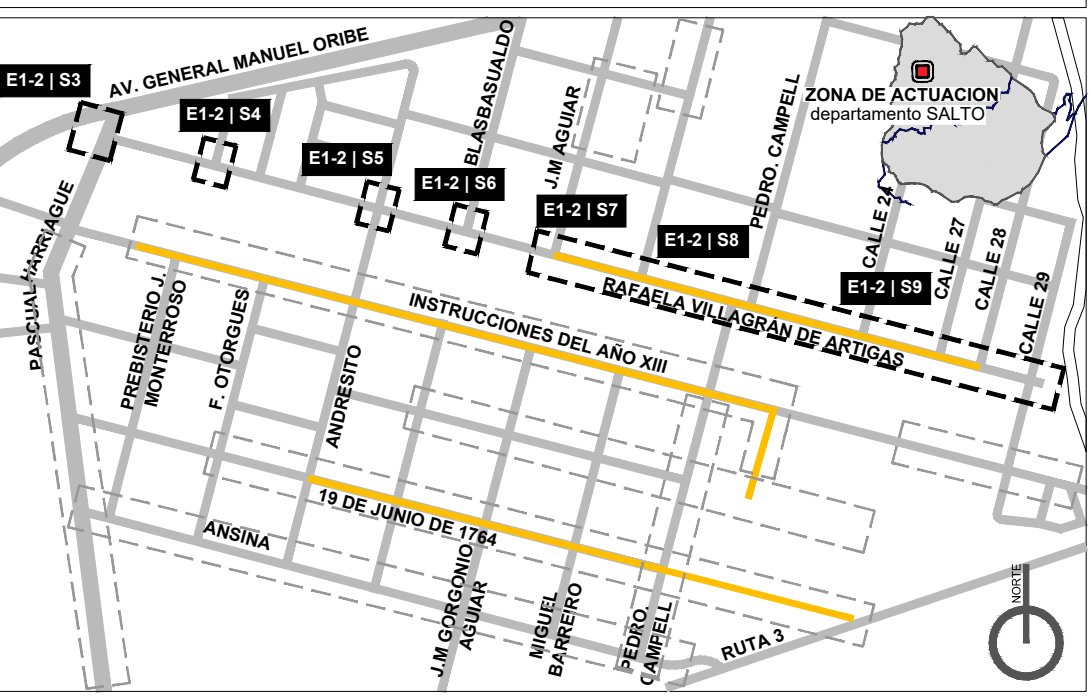 AV. GENERAL MANUEL ORIBE
E1-2 | S3
E1-2 | S4
E1-2 | S5
E1-2 | S6
E1-2 | S7
E1-2 | S8
E1-2 | S9
BLASBASUALDO
J.M AGUIAR
PEDRO. CAMPELL
ZONA DE ACTUACION
departamento SALTO
CALLE 24
CALLE 27
CALLE 28
CALLE 29
PASCUAL HARRIAGUE
PREBISTERIO J.
MONTERROSO
F. OTORGUES
ANDRESITO
INSTRUCCIONES DEL AÑO XIII
RAFAELA VILLAGRÁN DE ARTIGAS
19 DE JUNIO DE 1764
ANSINA
J.M GORGONIO
AGUIAR
MIGUEL
BARREIRO
PEDRO.
CAMPELL
RUTA 3
NORTE